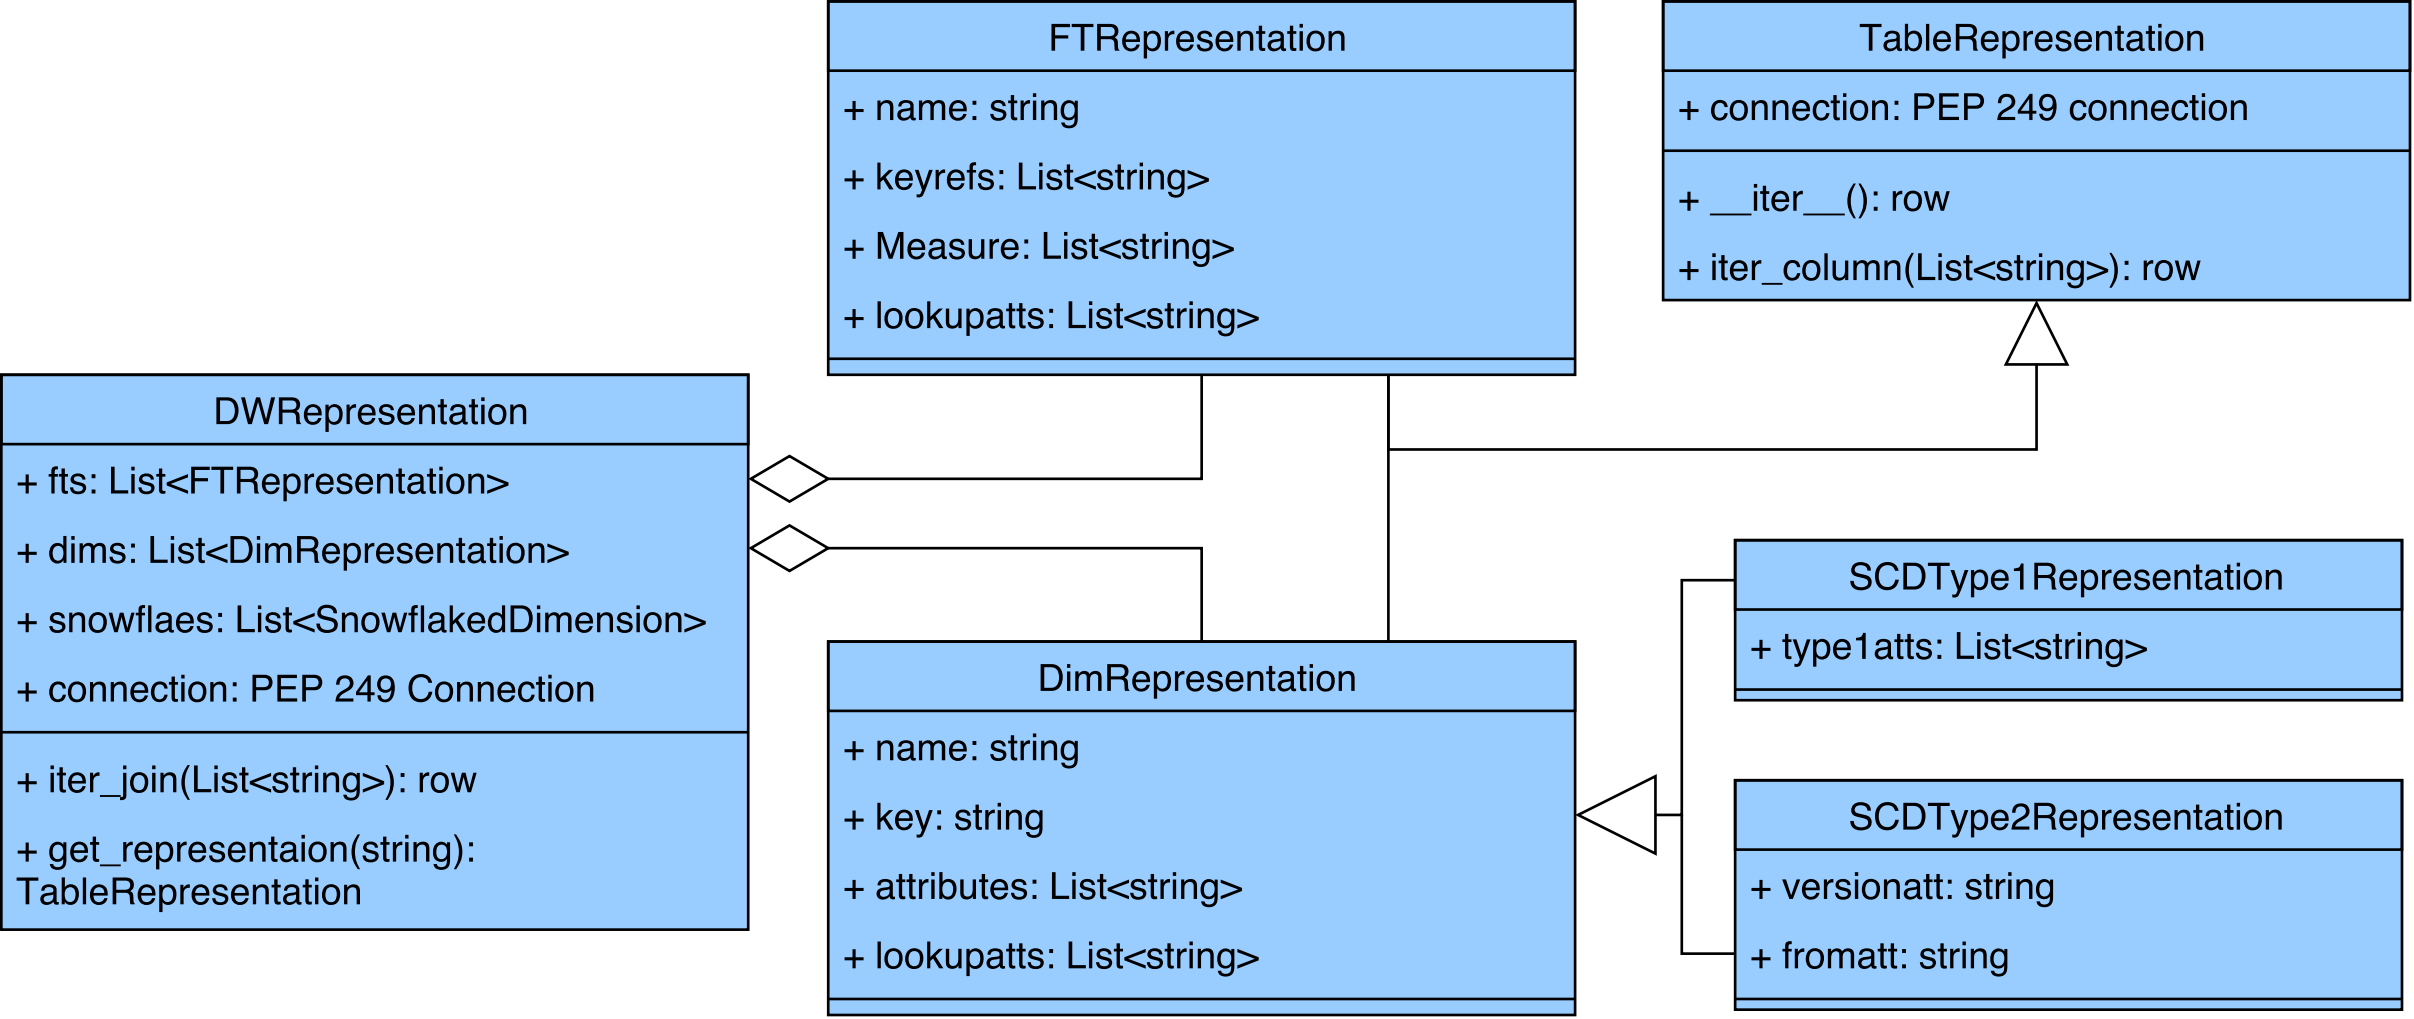 FTRepresentation
+ name: string
+ keyrefs: List<string>
+ Measure: List<string>
+ lookupatts: List<string>
TableRepresentation
+ connection: PEP 249 connection
+ __iter__(): row
+ iter_column(List<string>): row
DWRepresentation
+ fts: List<FTRepresentation>
+ dims: List<DimRepresentation>
+ snowflaes: List<SnowflakedDimension>
+ connection: PEP 249 Connection
+ iter_join(List<string>): row
+ get_representaion(string):
TableRepresentation
DimRepresentation
+ name: string
+ key: string
+ attributes: List<string>
+ lookupatts: List<string>
SCDType1Representation
+ type1atts: List<string>
SCDType2Representation
+ versionatt: string
+ fromatt: string